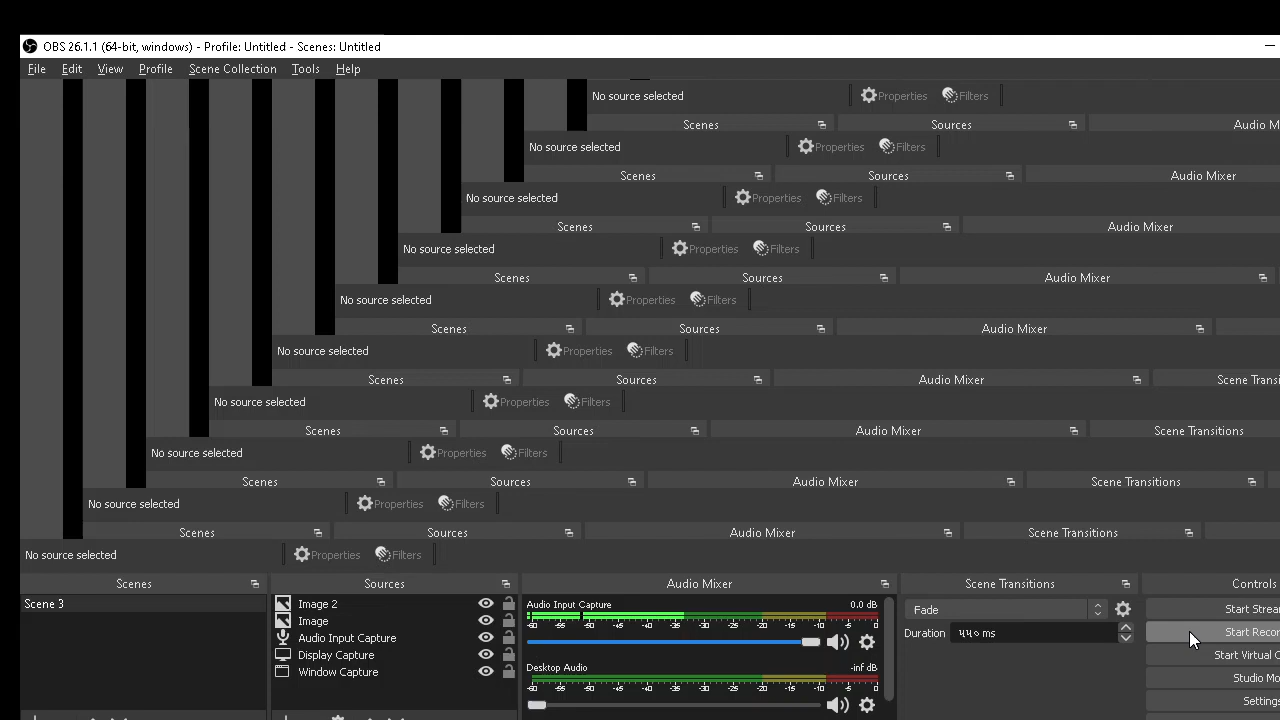 OBS 26.1.1 (64-bit, windows) - Profile: Untitled - Scenes: Untitled
File Edit View Profile Scene Collection Tools Help
No source selected Properties Filters
Scenes Sources Audio M
No source selected Properties Filters
Scenes Sources Audio Mixer
No source selected Properties Filters
Scenes Sources Audio Mixer
No source selected Properties Filters
Scenes Sources Audio Mixer
No source selected Properties Filters
Scenes Sources Audio Mixer
No source selected Properties Filters
Scenes Sources Audio Mixer Scene Transiti
No source selected Properties Filters
Scenes Sources Audio Mixer Scene Transitions
No source selected Properties Filters
Scenes Sources Audio Mixer Scene Transitions
No source selected Properties Filters
Scenes Sources Audio Mixer Scene Transitions
No source selected Properties Filters
Scenes Sources Audio Mixer Scene Transitions Controls
Scene 3
Image 2
Image
Audio Input Capture
Display Capture
Window Capture
Audio Input Capture 0.0 dB
Desktop Audio -inf dB
Fade
Duration ૫૫૦ ms
Start Strea
Start Recor
Start Virtual C
Studio Mo
Settings